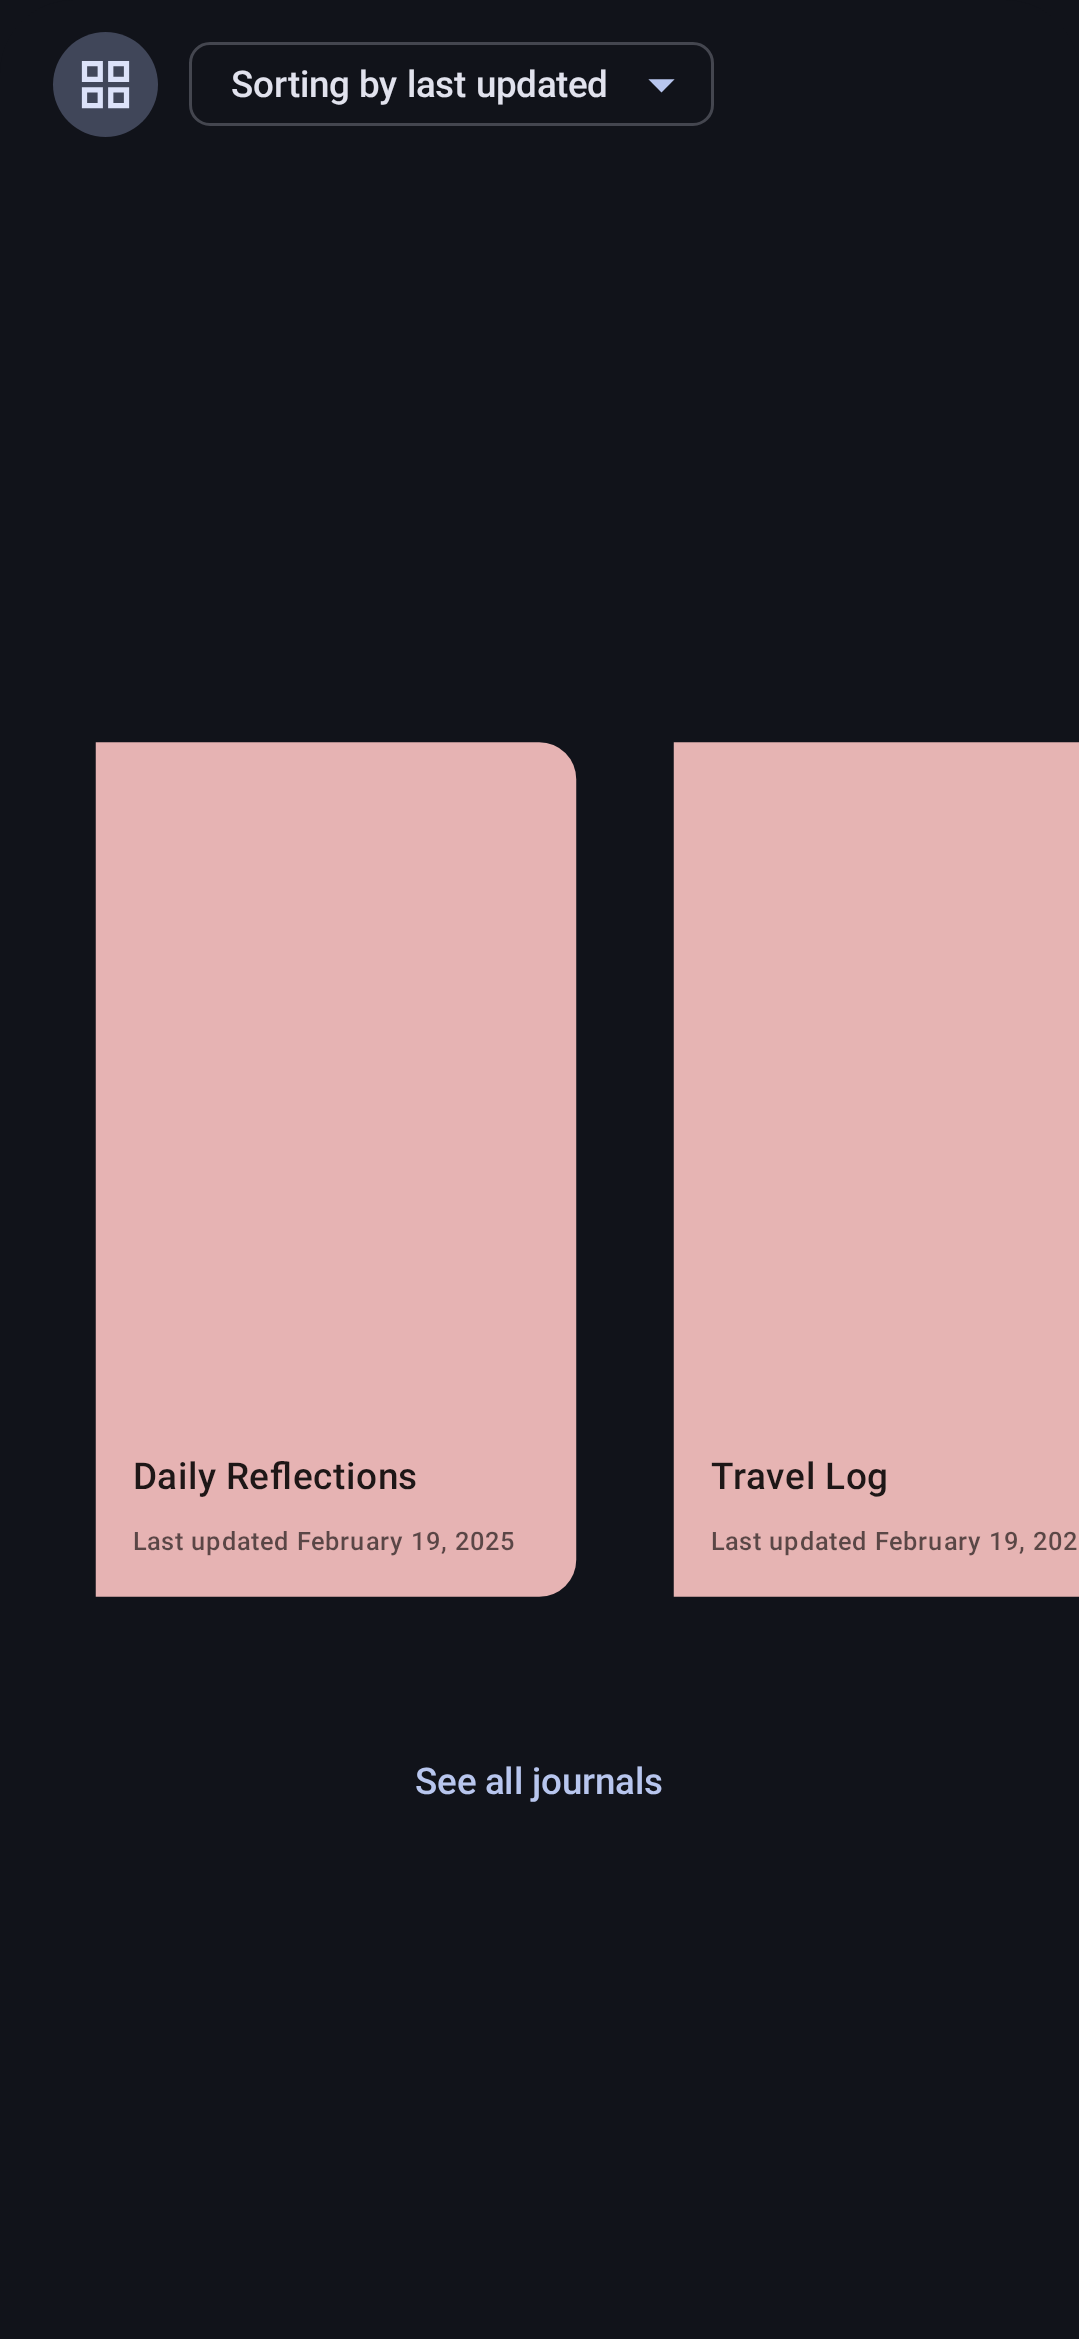 Sorting by last updated
Daily Reflections
Last updated February 19, 2025
Travel Log
Last updated February 19, 202
See all journals